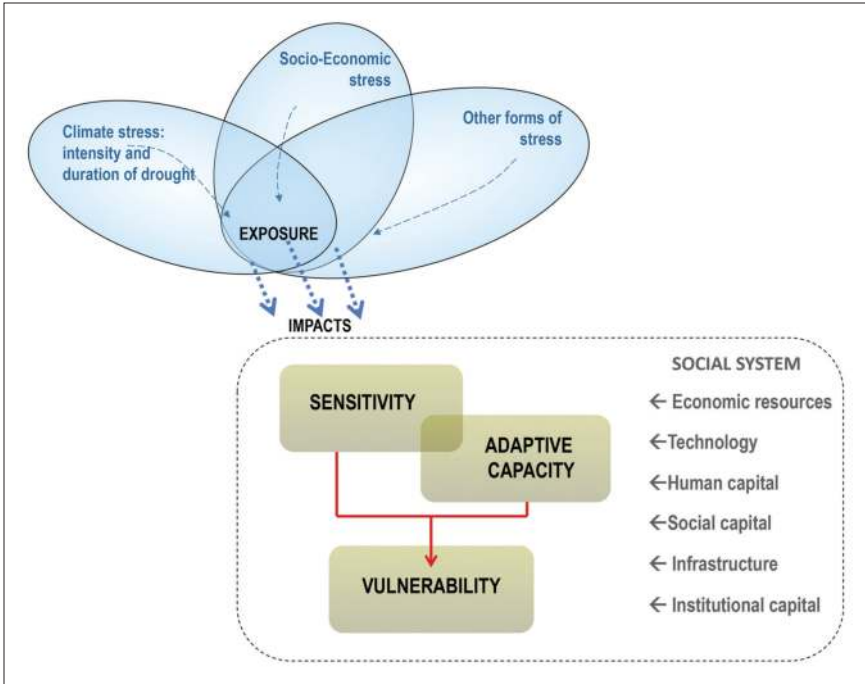 Socio-Economic
stress
Climate stress:
intensity and
duration of drought
Other forms of
stress
EXPOSURE
IMPACTS
SOCIAL SYSTEM
SENSITIVITY
ADAPTIVE
CAPACITY
VULNERABILITY
← Economic resources
←Technology
←Human capital
←Social capital
← Infrastructure
← Institutional capital